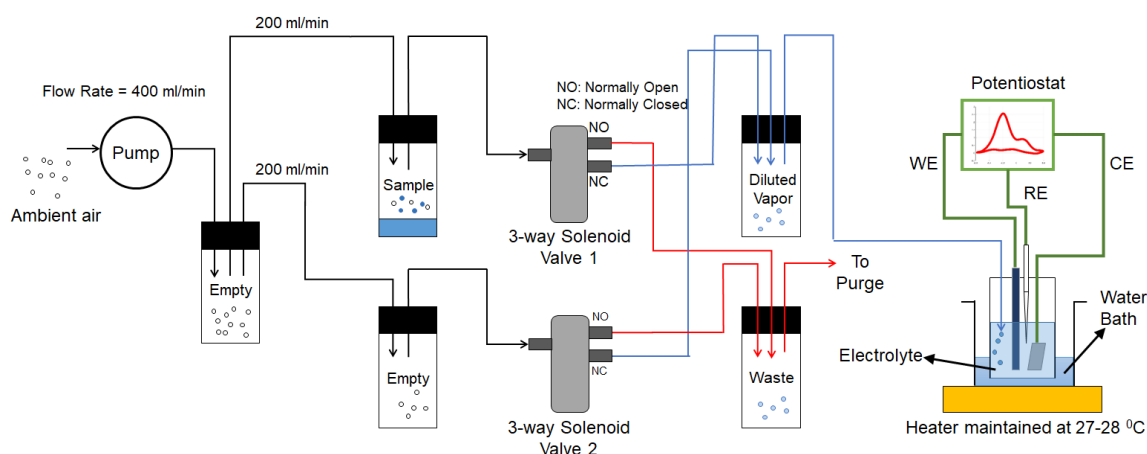 200 ml/min
Flow Rate = 400 ml/min
Pump
Ambient air
200 ml/min
Empty
Sample
Empty
NO: Normally Open
NC: Normally Closed
NO
NC
3-way Solenoid
Valve 1
NO
NC
3-way Solenoid
Valve 2
Diluted
Vapor
To
Purge
Waste
Potentiostat
WE
CE
RE
Water
Bath
Electrolyte
Heater maintained at 27-28 ⁰C